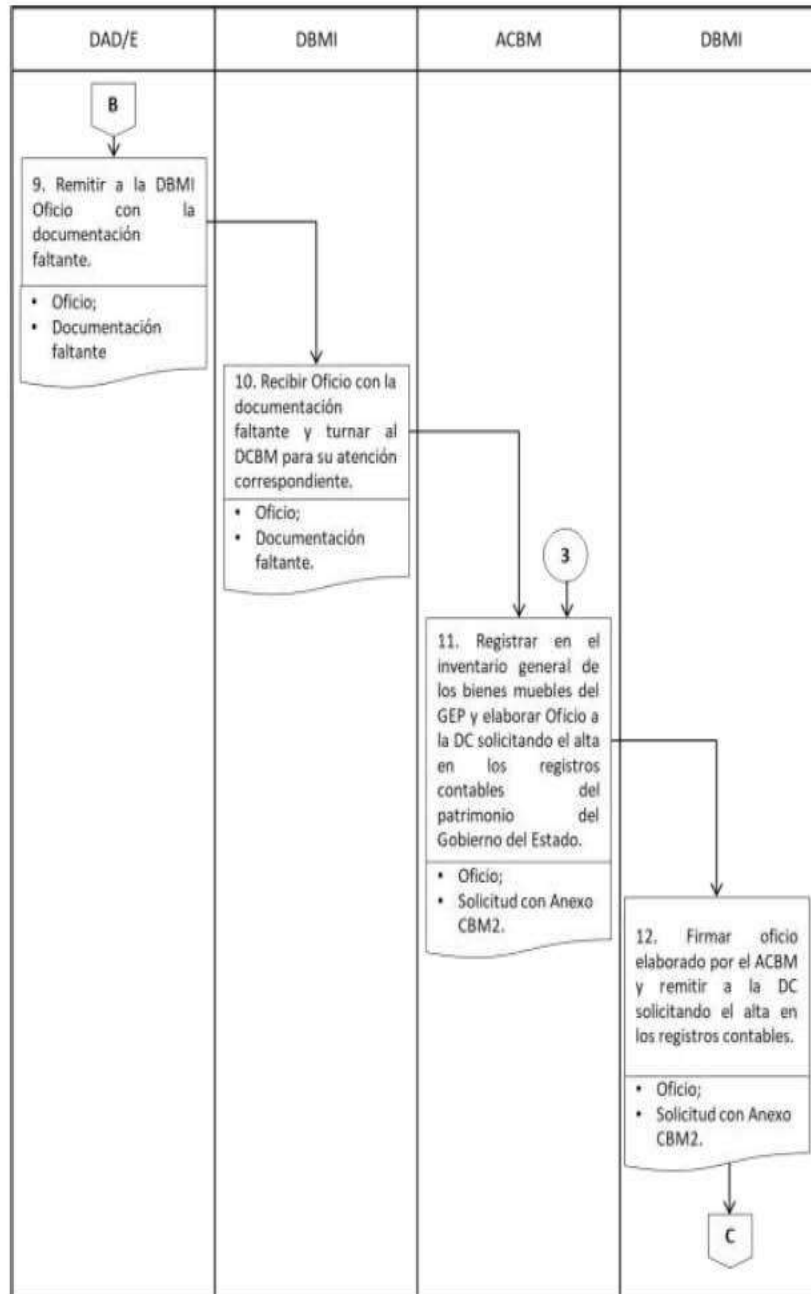 DAD/E
DBMI
ACBM
DBMI
B
9. Remitir a la DBMI
Oficio con la
documentación
faltante.
• Oficio;
• Documentación
faltante
10. Recibir Oficio con la
documentación
faltante y turnar al
DCBM para su atención
correspondiente.
• Oficio;
• Documentación
faltante.
3
11. Registrar en el
inventario general de
los bienes muebles del
GEP y elaborar Oficio a
la DC solicitando el alta
en los registros
contables del
patrimonio del
Gobierno del Estado.
• Oficio;
• Solicitud con Anexo
CBM2.
12. Firmar oficio
elaborado por el ACBM
y remitir a la DC
solicitando el alta en
los registros contables.
• Oficio;
• Solicitud con Anexo
CBM2.
C